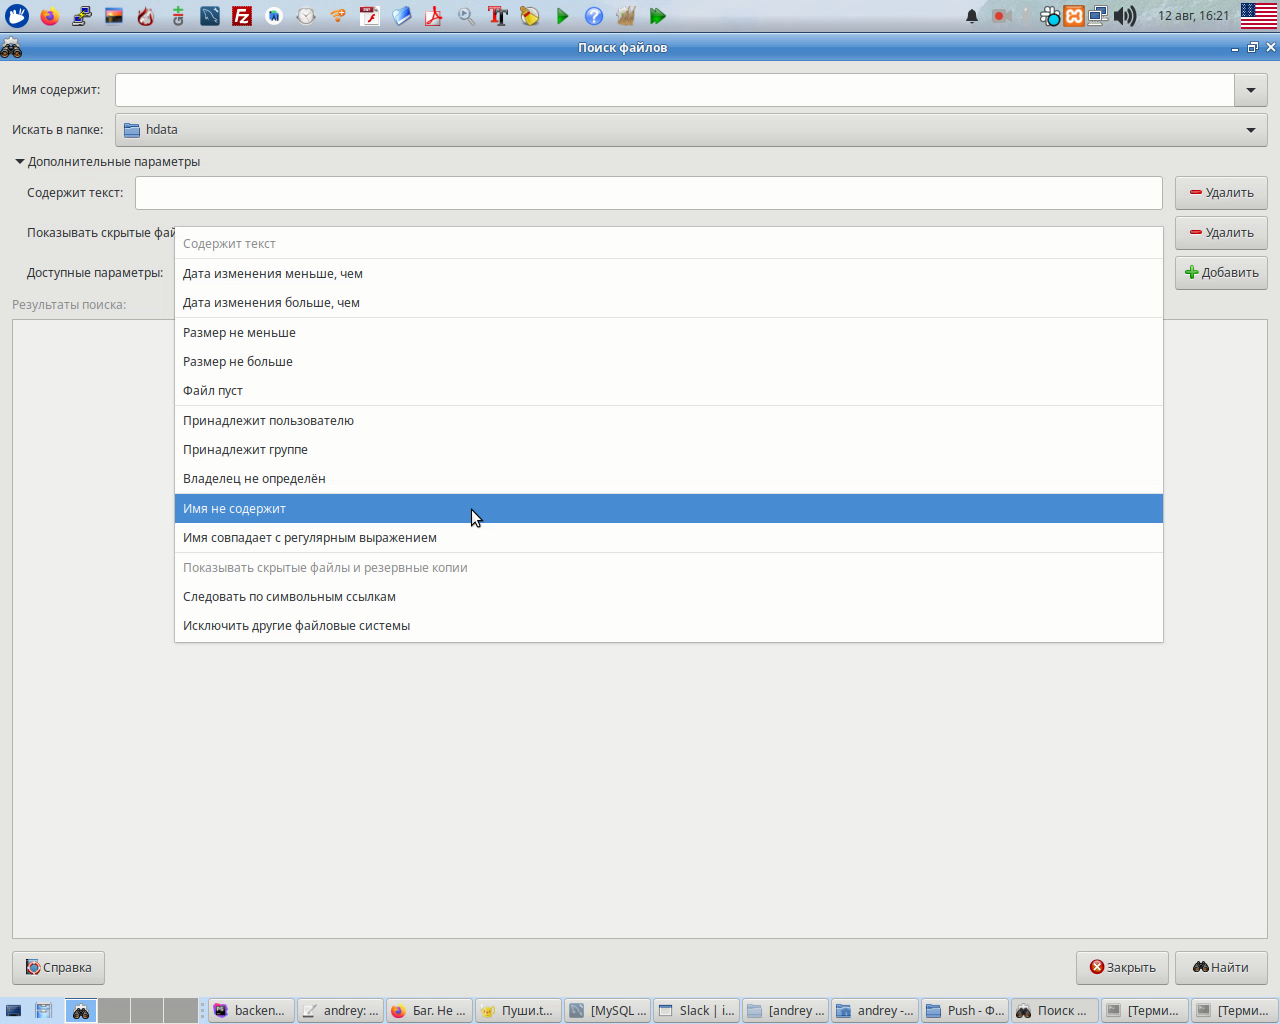 12 авг, 16:21
Поиск файлов
Имя содержит:
Искать в папке: hdata
Дополнительные параметры
Содержит текст: Удалить
Показывать скрытые фай Удалить
Доступные параметры: Добавить
Результаты поиска:
Содержит текст
Дата изменения меньше, чем
Дата изменения больше, чем
Размер не меньше
Размер не больше
Файл пуст
Принадлежит пользователю
Принадлежит группе
Владелец не определён
Имя не содержит
Имя совпадает с регулярным выражением
Показывать скрытые файлы и резервные копии
Следовать по символьным ссылкам
Исключить другие файловые системы
Справка Закрыть Найти
backen... andrey: ... Баг. Не ... Пуши.t... [MySQL ... Slack | i... [andrey ... andrey -... Push - Ф... Поиск ... [Терми... [Терми...